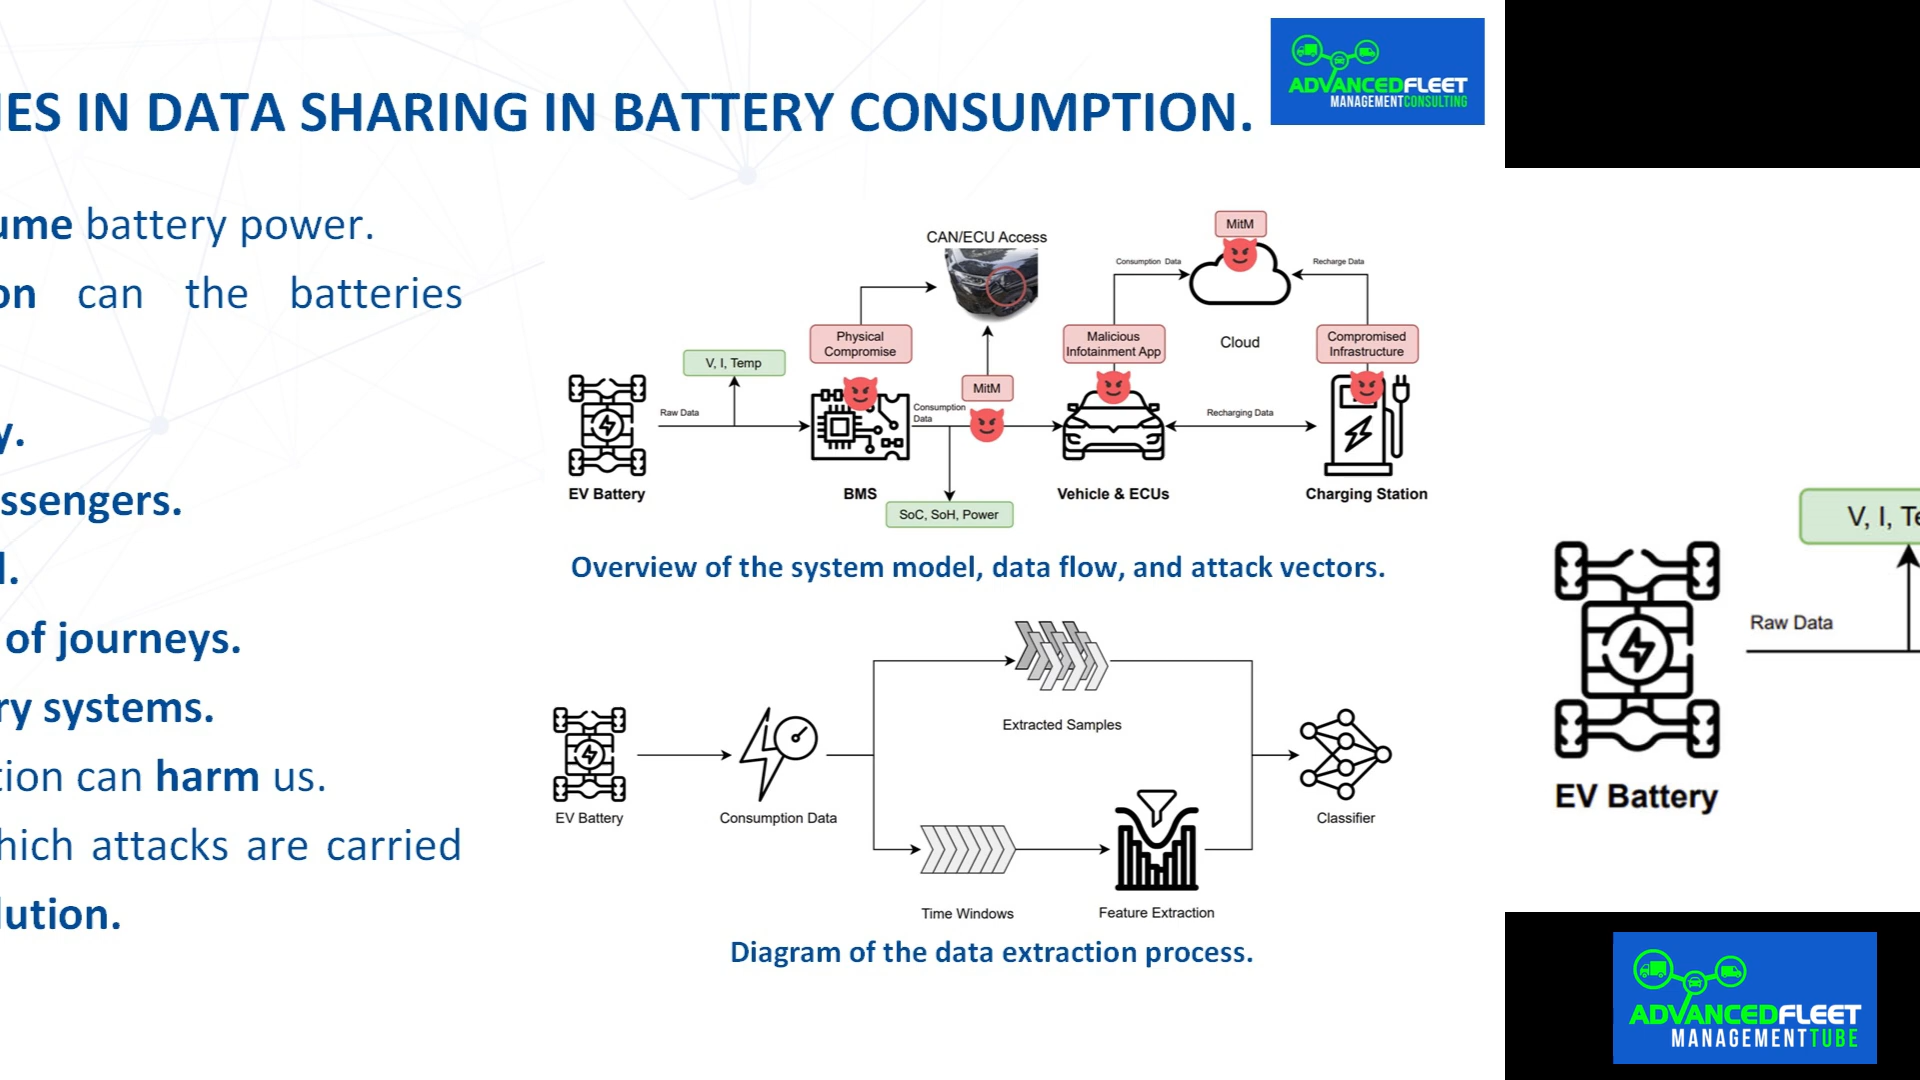 IES IN DATA SHARING IN BATTERY CONSUMPTION.
ADVANCEDFLEET
MANAGEMENTCONSULTING
ume battery power.
on can the batteries
y.
ssengers.
l.
of journeys.
ry systems.
tion can harm us.
hich attacks are carried
lution.
MitM
CAN/ECU Access
Consumption Data
Recharge Data
Physical
Compromise
Malicious
Infotainment App
Cloud
Compromised
Infrastructure
V, I, Temp
MitM
Raw Data
Consumption
Data
Recharging Data
EV Battery
BMS
Vehicle & ECUs
Charging Station
SoC, SoH, Power
Overview of the system model, data flow, and attack vectors.
Extracted Samples
EV Battery
Consumption Data
Classifier
Time Windows
Feature Extraction
Diagram of the data extraction process.
V, I, Te
Raw Data
EV Battery
ADVANCEDFLEET
MANAGEMENTTUBE